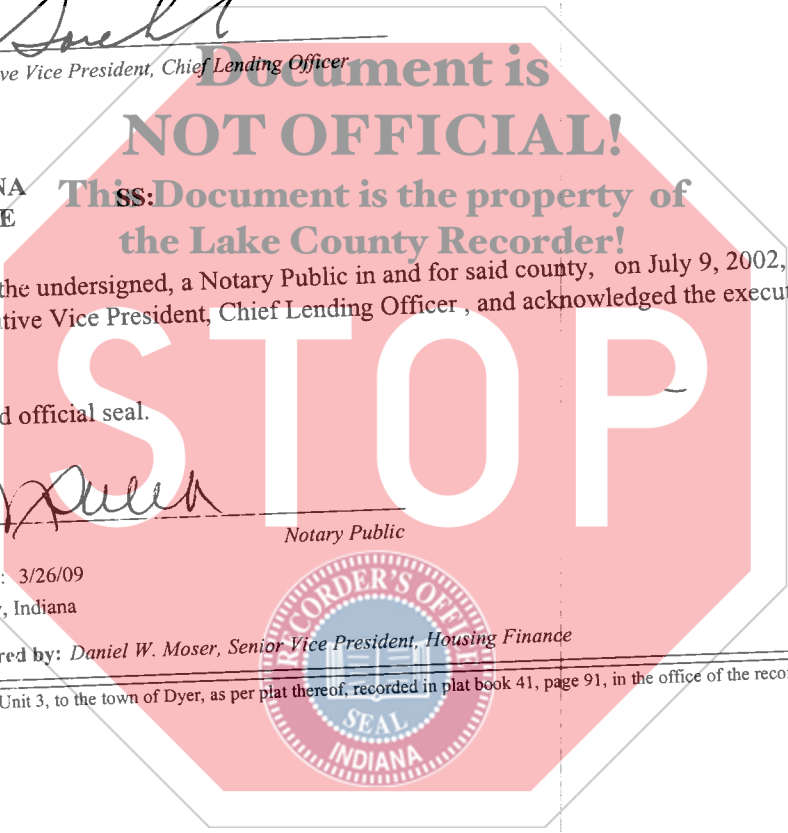 ve Vice President, Chief Lending Officer
Document is
NOT OFFICIAL!
NA
This Document is the property of
SS:
E
the Lake County Recorder!
the undersigned, a Notary Public in and for said county, on July 9, 2002,
tive Vice President, Chief Lending Officer , and acknowledged the execut
STOP
d official seal.
Notary Public
: 3/26/09
, Indiana
RECORDER'S OFFICE
red by: Daniel W. Moser, Senior Vice President, Housing Finance
Unit 3, to the town of Dyer, as per plat thereof, recorded in plat book 41, page 91, in the office of the recor
SEAL
INDIANA